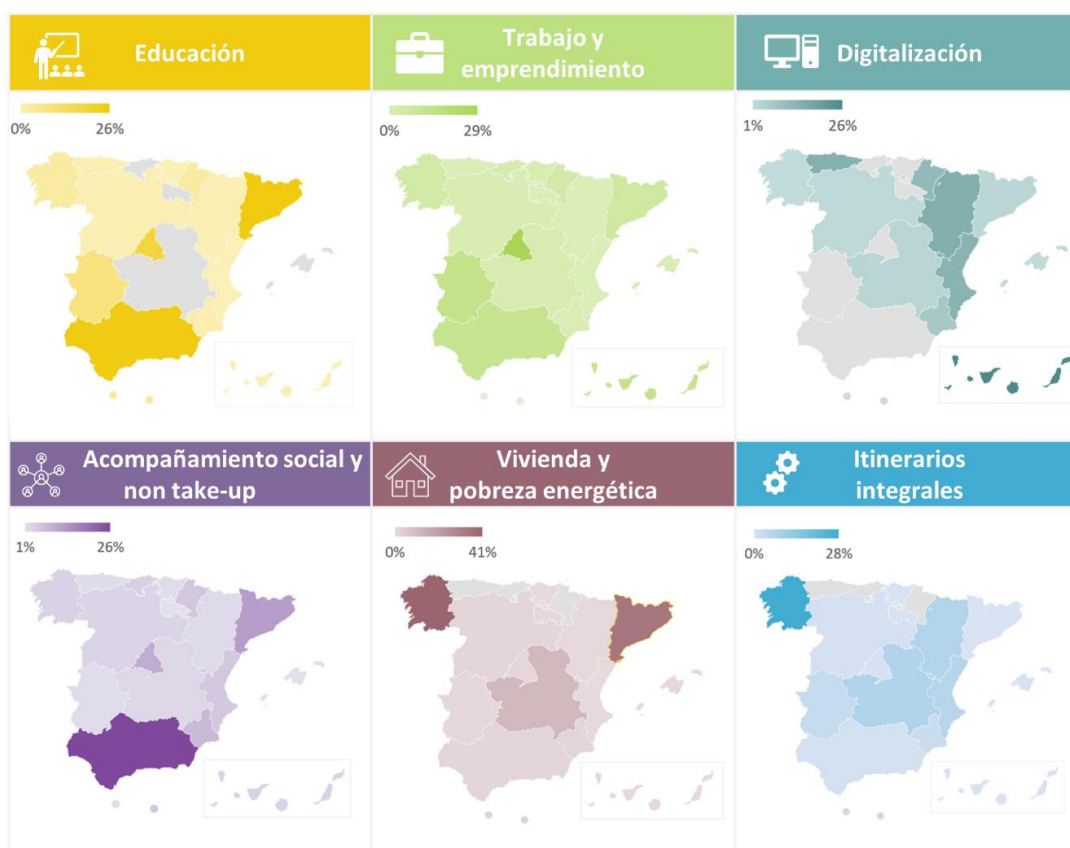 Educación
Trabajo y
emprendimiento
Digitalización
0%
26%
0%
29%
1%
26%
Acompañamiento social y
non take-up
Vivienda y
pobreza energética
Itinerarios
integrales
1%
26%
0%
41%
0%
28%